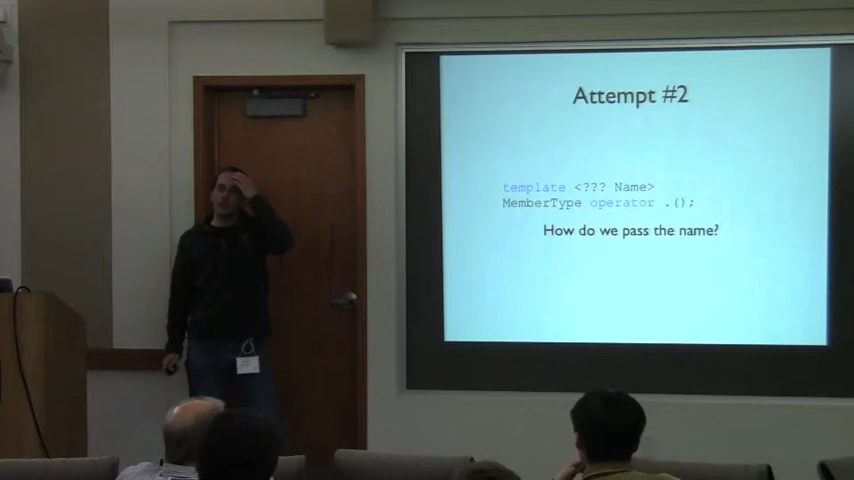 Attempt #2
template <??? Name>
MemberType operator .();
How do we pass the name?